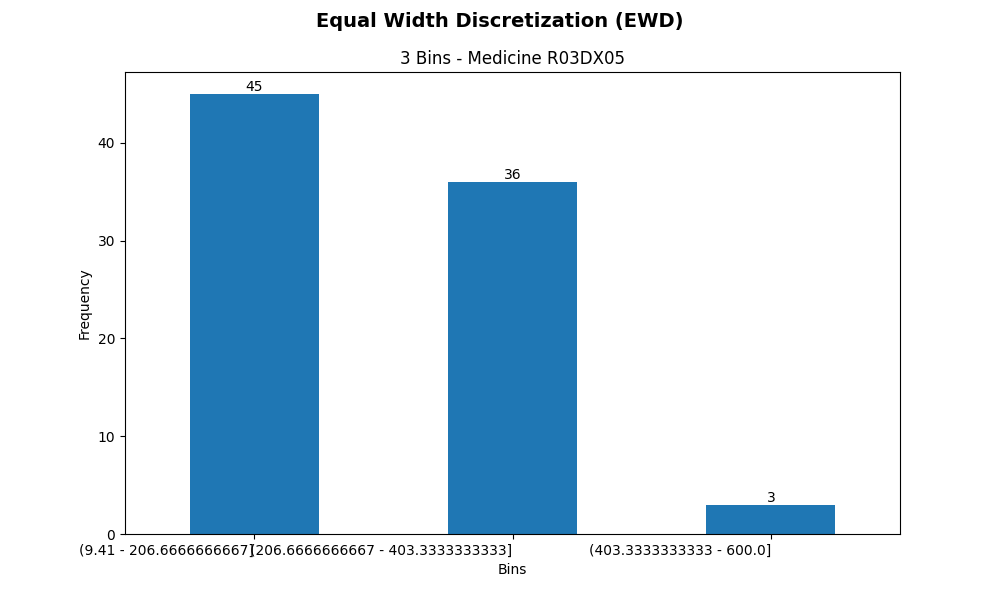 Equal Width Discretization (EWD)
3 Bins - Medicine R03DX05
45
36
3
40
30
20
10
0
Frequency
(9.41 - 206.6666666667]
(206.6666666667 - 403.3333333333]
(403.3333333333 - 600.0]
Bins